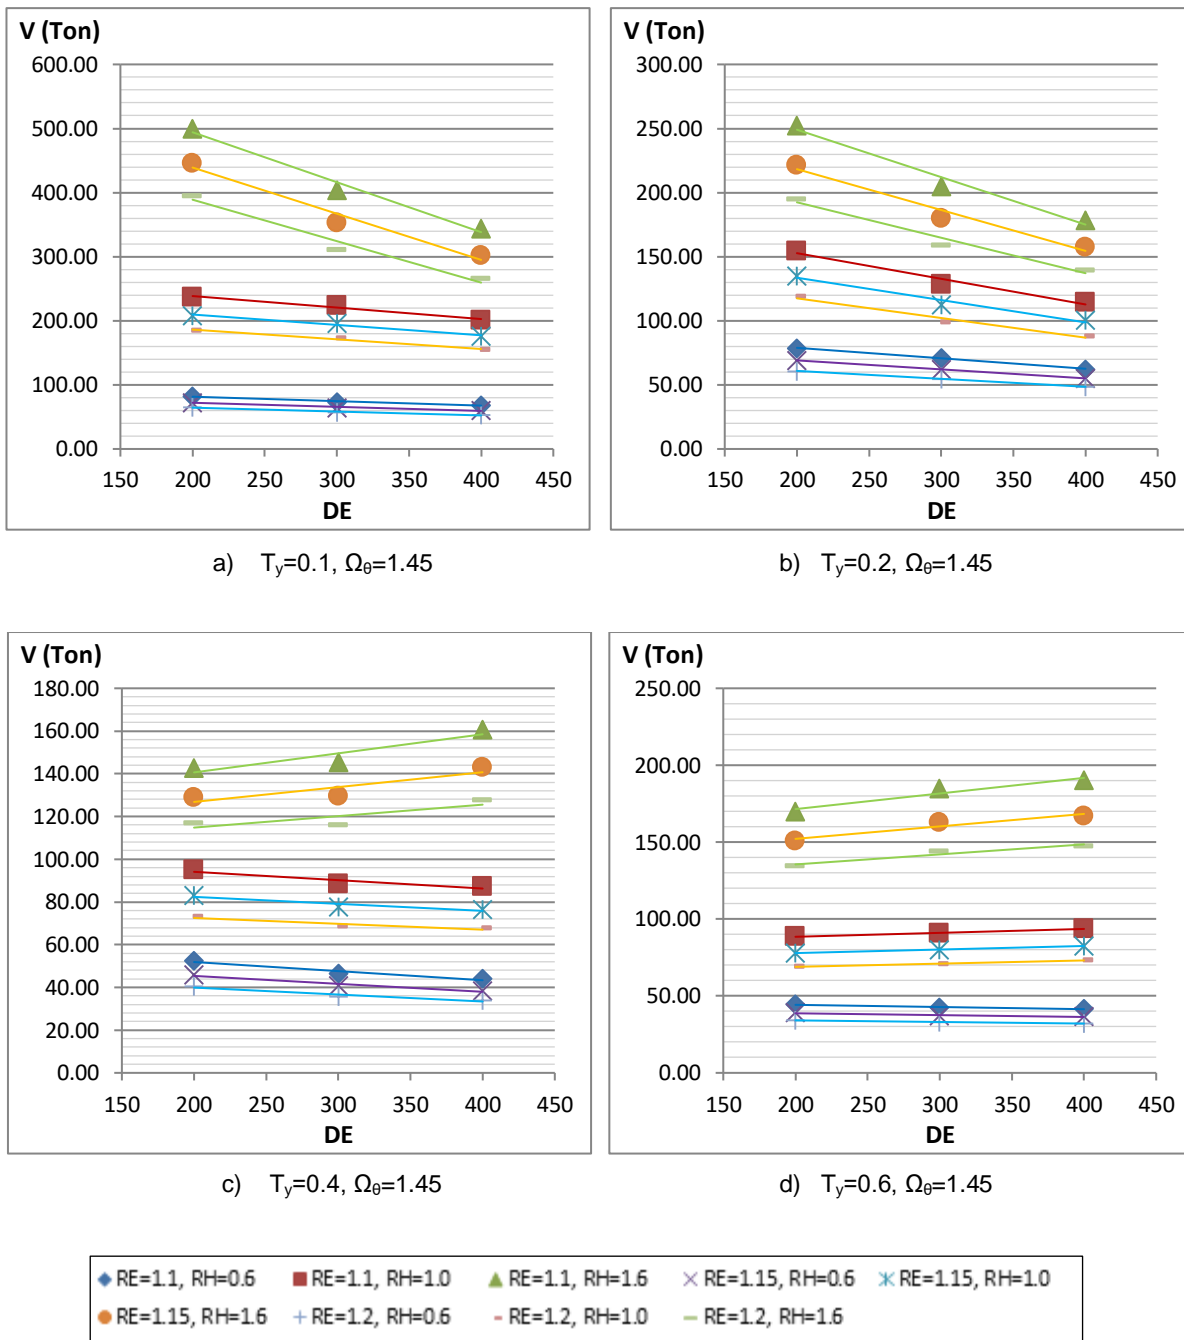 V (Ton)
600.00
500.00
400.00
300.00
200.00
100.00
0.00
150 200 250 300 350 400 450
DE
a) Ty=0.1, Ωθ=1.45
V (Ton)
300.00
250.00
200.00
150.00
100.00
50.00
0.00
150 200 250 300 350 400 450
DE
b) Ty=0.2, Ωθ=1.45
V (Ton)
180.00
160.00
140.00
120.00
100.00
80.00
60.00
40.00
20.00
0.00
150 200 250 300 350 400 450
DE
c) Ty=0.4, Ωθ=1.45
V (Ton)
250.00
200.00
150.00
100.00
50.00
0.00
150 200 250 300 350 400 450
DE
d) Ty=0.6, Ωθ=1.45
RE=1.1, RH=0.6 RE=1.1, RH=1.0 RE=1.1, RH=1.6 RE=1.15, RH=0.6 RE=1.15, RH=1.0
RE=1.15, RH=1.6 RE=1.2, RH=0.6 RE=1.2, RH=1.0 RE=1.2, RH=1.6